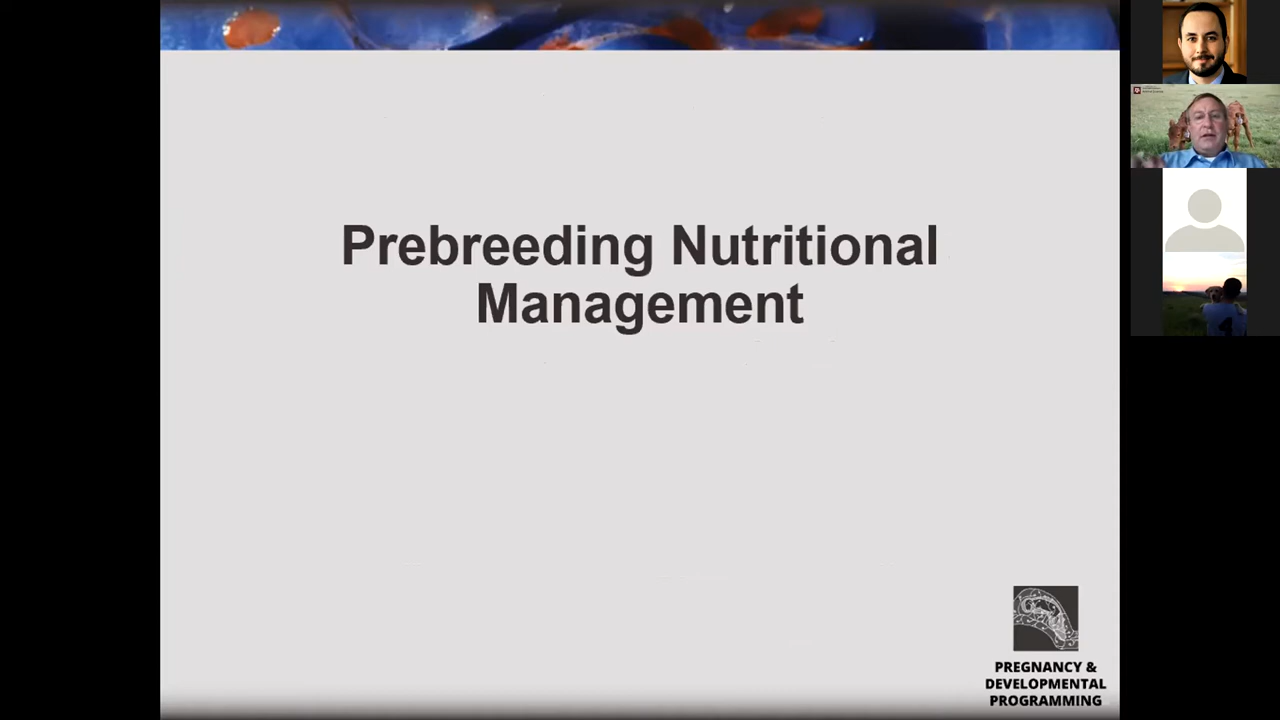 Prebreeding Nutritional
Management
PREGNANCY &
DEVELOPMENTAL
PROGRAMMING